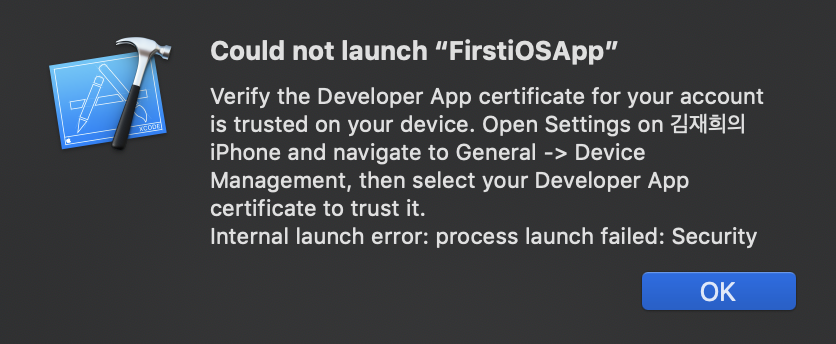 Could not launch “FirstiOSApp”
Verify the Developer App certificate for your account
is trusted on your device. Open Settings on 김재희의
iPhone and navigate to General -> Device
Management, then select your Developer App
certificate to trust it.
Internal launch error: process launch failed: Security
XCODE
OK